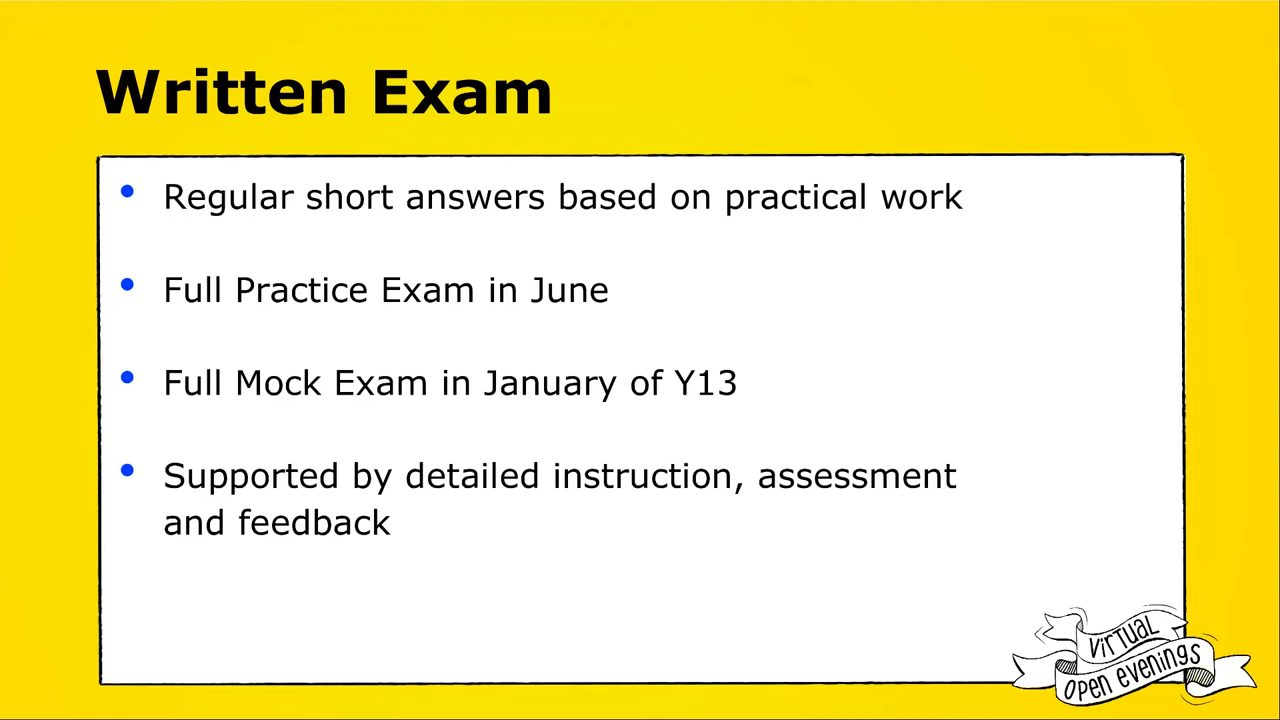 Written Exam
Regular short answers based on practical work
Full Practice Exam in June
Full Mock Exam in January of Y13
Supported by detailed instruction, assessment
and feedback
VIRTUAL
OPEN EVENINGS